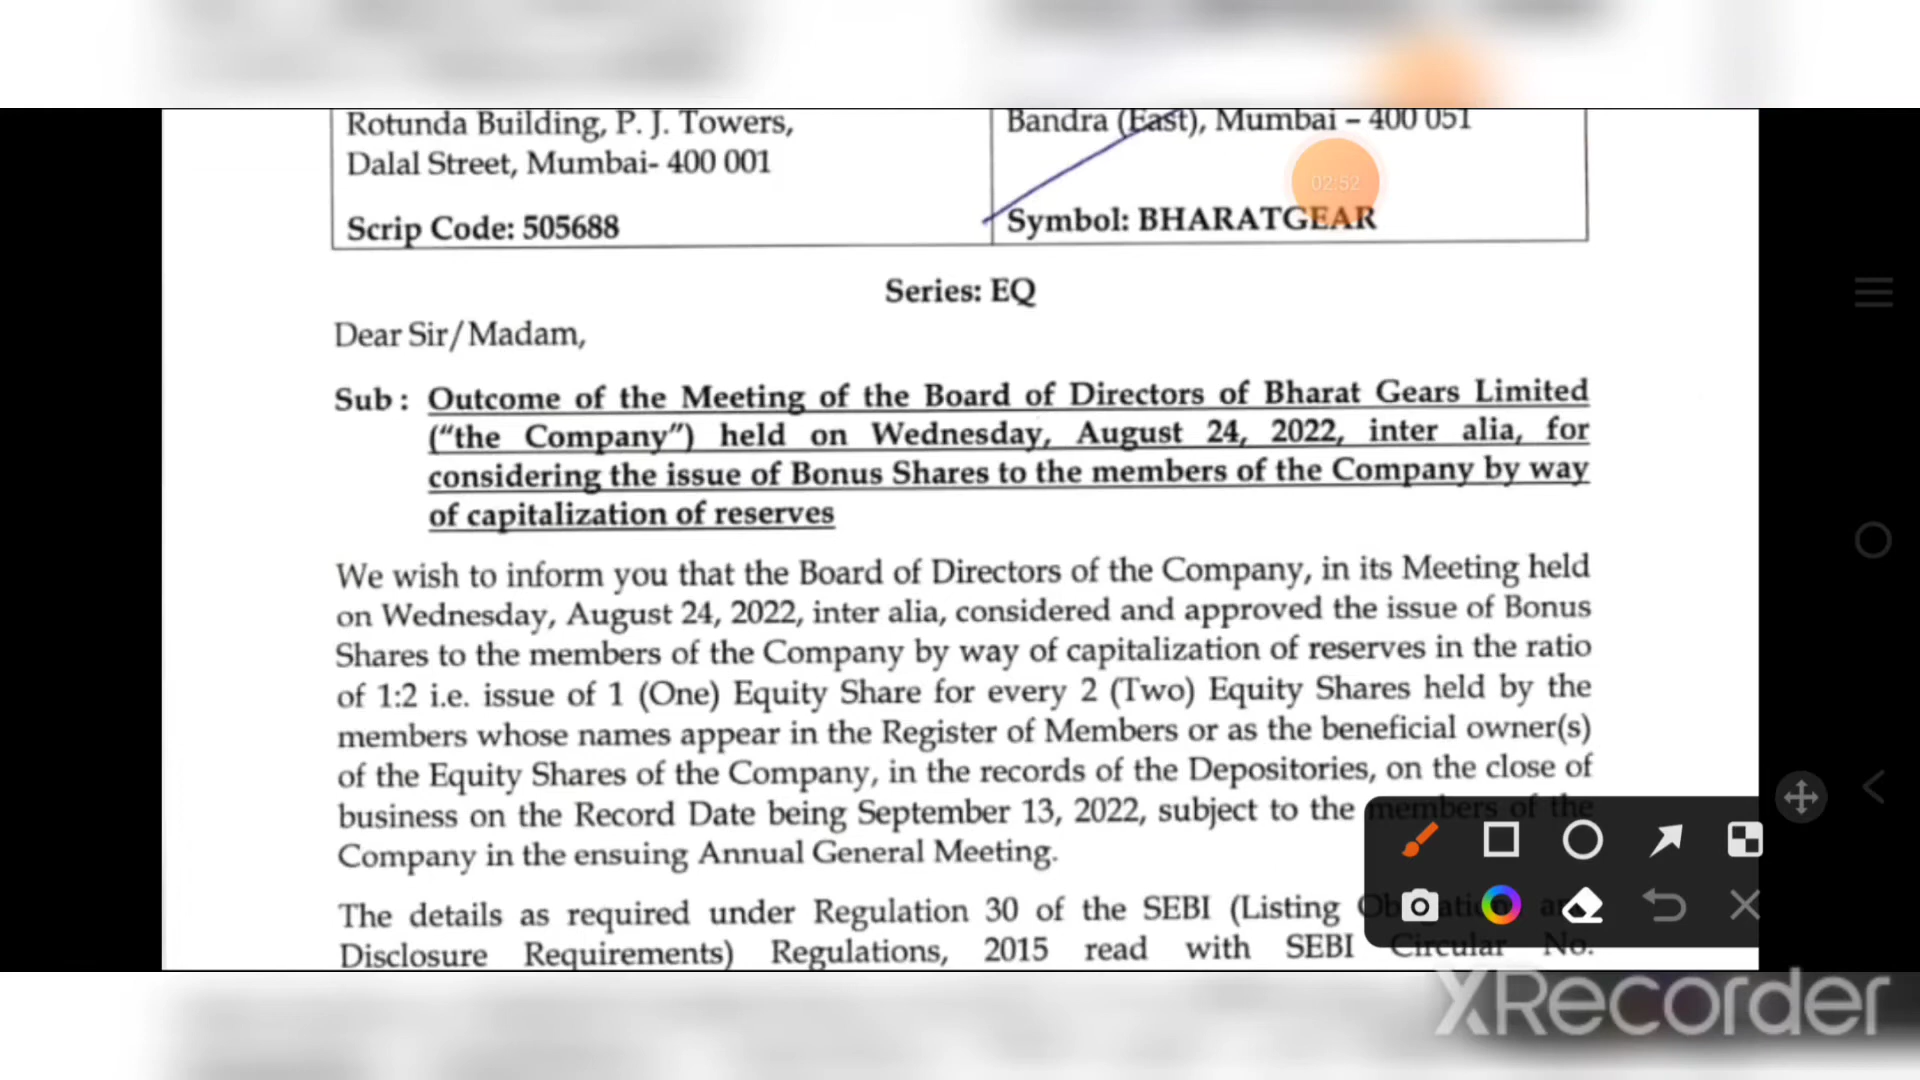 Rotunda Building, P. J. Towers,
Dalal Street, Mumbai- 400 001
Scrip Code: 505688
Bandra (East), Mumbai – 400 051
02:52
Symbol: BHARATGEAR
Series: EQ
Dear Sir/Madam,
Sub : Outcome of the Meeting of the Board of Directors of Bharat Gears Limited
("the Company") held on Wednesday, August 24, 2022, inter alia, for
considering the issue of Bonus Shares to the members of the Company by way
of capitalization of reserves
We wish to inform you that the Board of Directors of the Company, in its Meeting held
on Wednesday, August 24, 2022, inter alia, considered and approved the issue of Bonus
Shares to the members of the Company by way of capitalization of reserves in the ratio
of 1:2 i.e. issue of 1 (One) Equity Share for every 2 (Two) Equity Shares held by the
members whose names appear in the Register of Members or as the beneficial owner(s)
of the Equity Shares of the Company, in the records of the Depositories, on the close of
business on the Record Date being September 13, 2022, subject to the members of the
Company in the ensuing Annual General Meeting.
The details as required under Regulation 30 of the SEBI (Listing
Disclosure Requirements) Regulations, 2015 read with SEBI Circular No.
XRecorder